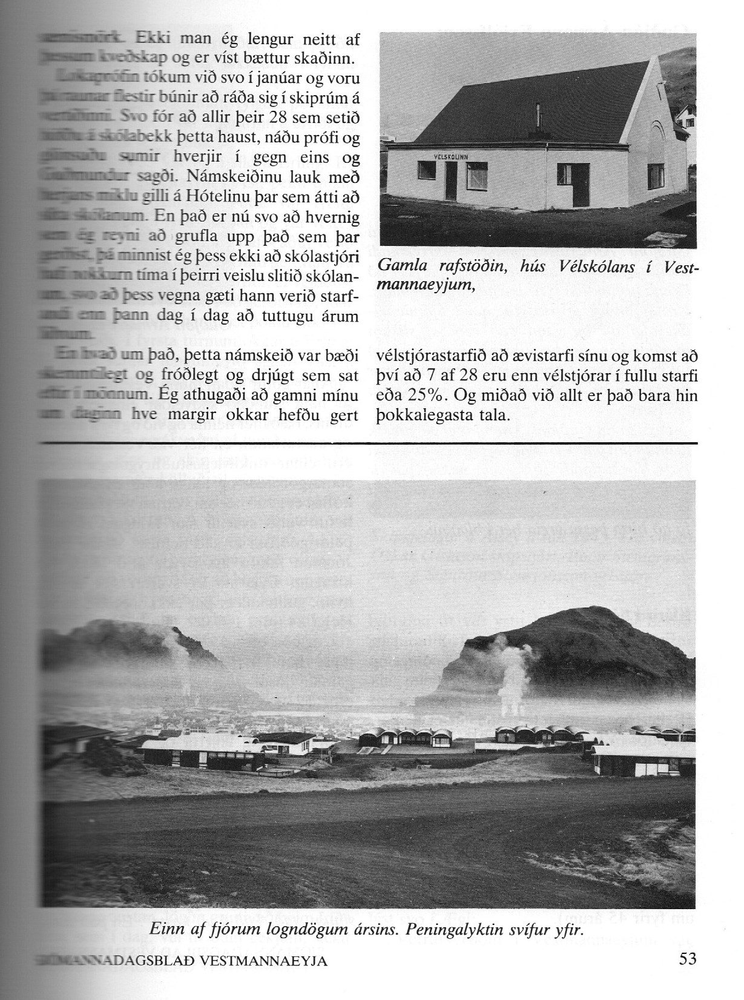 Ekki man ég lengur neitt af
þessum kveðskap og er víst bættur skaðinn.
Lokaprófin tókum við svo í janúar og voru
flestir búnir að ráða sig í skiprúm á
vertíðinni. Svo fór að allir þeir 28 sem setið
höfðu á skólabekk þetta haust, náðu prófi og
sumir hverjir í gegn eins og
Guðmundur sagði. Námskeiðinu lauk með
miklu gilli á Hótelinu þar sem átti að
slíta skólanum. En það er nú svo að hvernig
sem ég reyni að grufla upp það sem þar
gerðist, þá minnist ég þess ekki að skólastjóri
hafi nokkurn tíma í þeirri veislu slitið skólan-
um, svo að þess vegna gæti hann verið starf-
andi enn þann dag í dag að tuttugu árum
liðnum.
En hvað um það, þetta námskeið var bæði
skemmtilegt og fróðlegt og drjúgt sem sat
eftir í mönnum. Ég athugaði að gamni mínu
um daginn hve margir okkar hefðu gert
VÉLSKÓLINN
Gamla rafstöðin, hús Vélskólans í Vest-
mannaeyjum,
vélstjórastarfið að ævistarfi sínu og komst að
því að 7 af 28 eru enn vélstjórar í fullu starfi
eða 25%. Og miðað við allt er það bara hin
þokkalegasta tala.
Einn af fjórum logndögum ársins. Peningalyktin svífur yfir.
SJÓMANNADAGSBLAÐ VESTMANNAEYJA
53